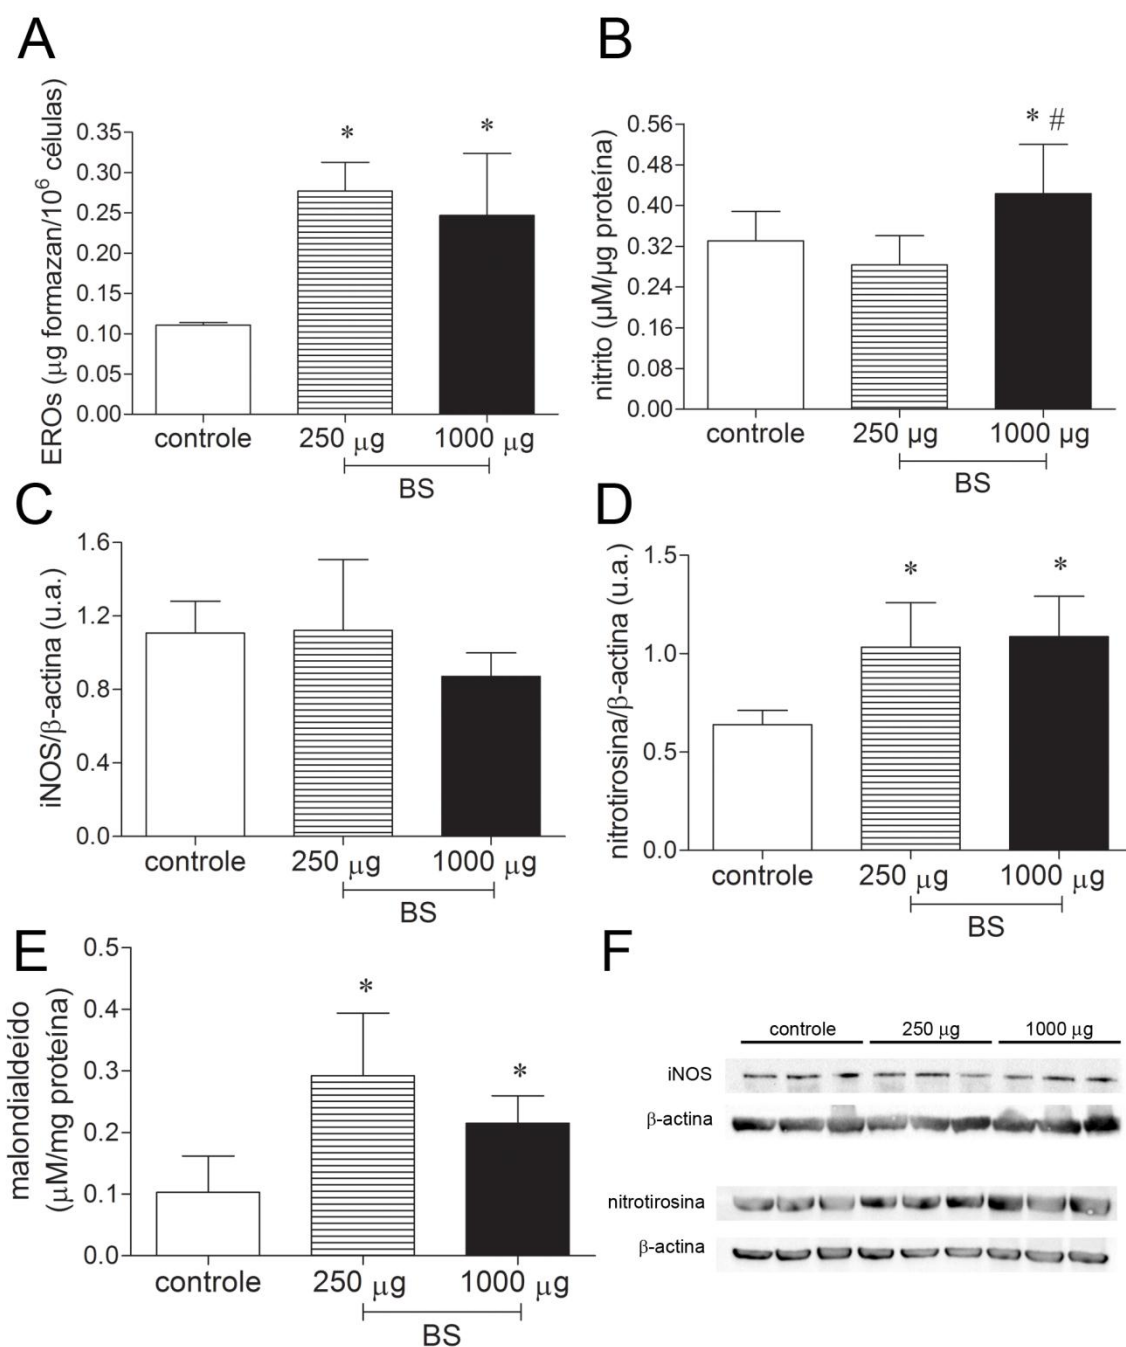 A
EROs (μg formazan/10⁶ células)
0.35
0.30
0.25
0.20
0.15
0.10
0.05
0.00
* *
controle 250 μg 1000 μg
BS
B
nitrito (μM/μg proteína)
0.56
0.48
0.40
0.32
0.24
0.16
0.08
0.00
* #
controle 250 μg 1000 μg
BS
C
iNOS/β-actina (u.a.)
1.6
1.2
0.8
0.4
0.0
controle 250 μg 1000 μg
BS
D
nitrotirosina/β-actina (u.a.)
1.5
1.0
0.5
0.0
* *
controle 250 μg 1000 μg
BS
E
malondialdeído
(μM/mg proteína)
0.5
0.4
0.3
0.2
0.1
0.0
* *
controle 250 μg 1000 μg
BS
F
controle 250 μg 1000 μg
iNOS
β-actina
nitrotirosina
β-actina